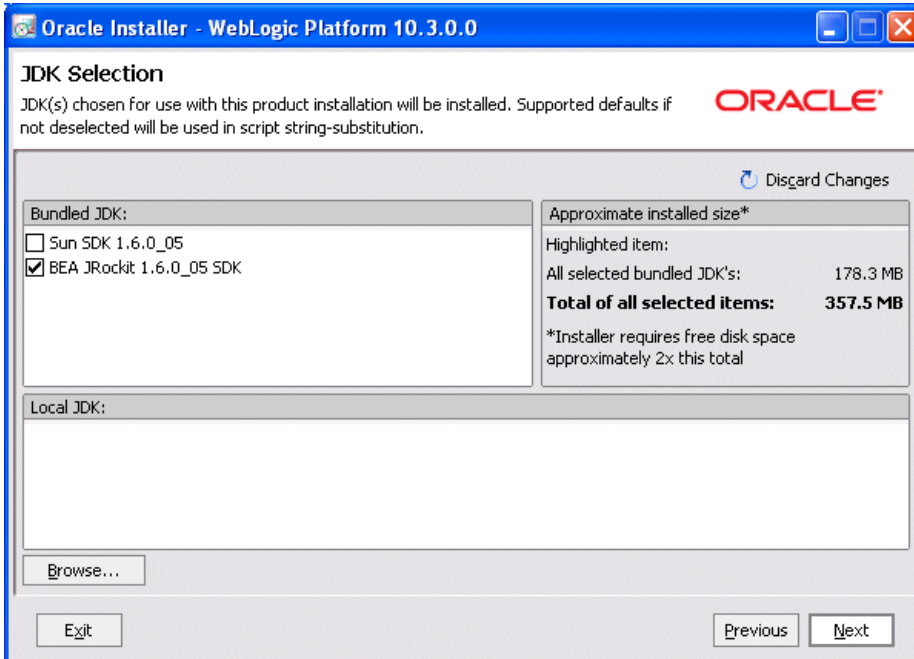 Oracle Installer - WebLogic Platform 10.3.0.0
JDK Selection
JDK(s) chosen for use with this product installation will be installed. Supported defaults if
not deselected will be used in script string-substitution.
ORACLE
Discard Changes
Bundled JDK:
Sun SDK 1.6.0_05
BEA JRockit 1.6.0_05 SDK
Approximate installed size*
Highlighted item:
All selected bundled JDK's: 178.3 MB
Total of all selected items: 357.5 MB
*Installer requires free disk space
approximately 2x this total
Local JDK:
Browse...
Exit
Previous
Next